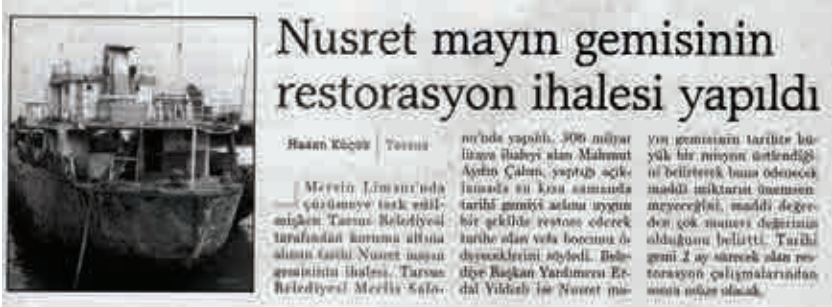 Nusret mayın gemisinin
restorasyon ihalesi yapıldı
Hasan Küçük | Tarsus
Mersin Limanı'nda
çürümeye terk edil-
mişken Tarsus Belediyesi
tarafından koruma altına
alınan tarihi Nusret mayın
gemisinin ihalesi, Tarsus
Belediyesi Meclis Salo-
nu'nda yapıldı. 306 milyar
liraya ihaleyi alan Mahmut
Aydın Çalım, yaptığı açık-
lamada en kısa zamanda
tarihi gemiyi aslına uygun
bir şekilde restore ederek
tarihe olan vefa borcunu ö-
deyeceklerini söyledi. Bele-
diye Başkan Yardımcısı Er-
dal Yıldızlı ise Nusret ma-
yın gemisinin tarihte bü-
yük bir misyon üstlendiği-
ni belirterek buna ödenecek
maddi miktarın önemsen-
meyeceğini, maddi değer-
den çok manevi değerinin
olduğunu belirtti. Tarihi
gemi 2 ay sürecek olan res-
torasyon çalışmalarından
sonra müze olacak.